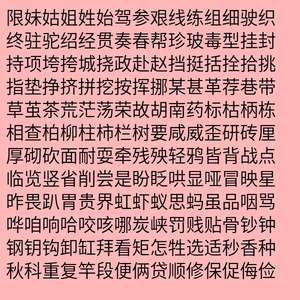 限妹姑姐姓始驾参艰线练组细驶织
终驻驼绍经贯奏春帮珍玻毒型挂封
持项垮挎城挠政赴赵挡挺括拴拾挑
指垫挣挤拼挖按挥挪某甚革荐巷带
草茧茶荒茫荡荣故胡南药标枯柄栋
相查柏柳柱柿栏树要咸威歪研砖厘
厚砌砍面耐耍牵残殃轻鸦皆背战点
临览竖省削尝是盼眨哄显哑冒映星
昨畏趴胃贵界虹虾蚁思蚂虽品咽骂
哗咱响哈咬咳哪炭峡罚贱贴骨钞钟
钢钥钩卸缸拜看矩怎牲选适秒香种
秋科重复竿段便俩贷顺修保促侮俭